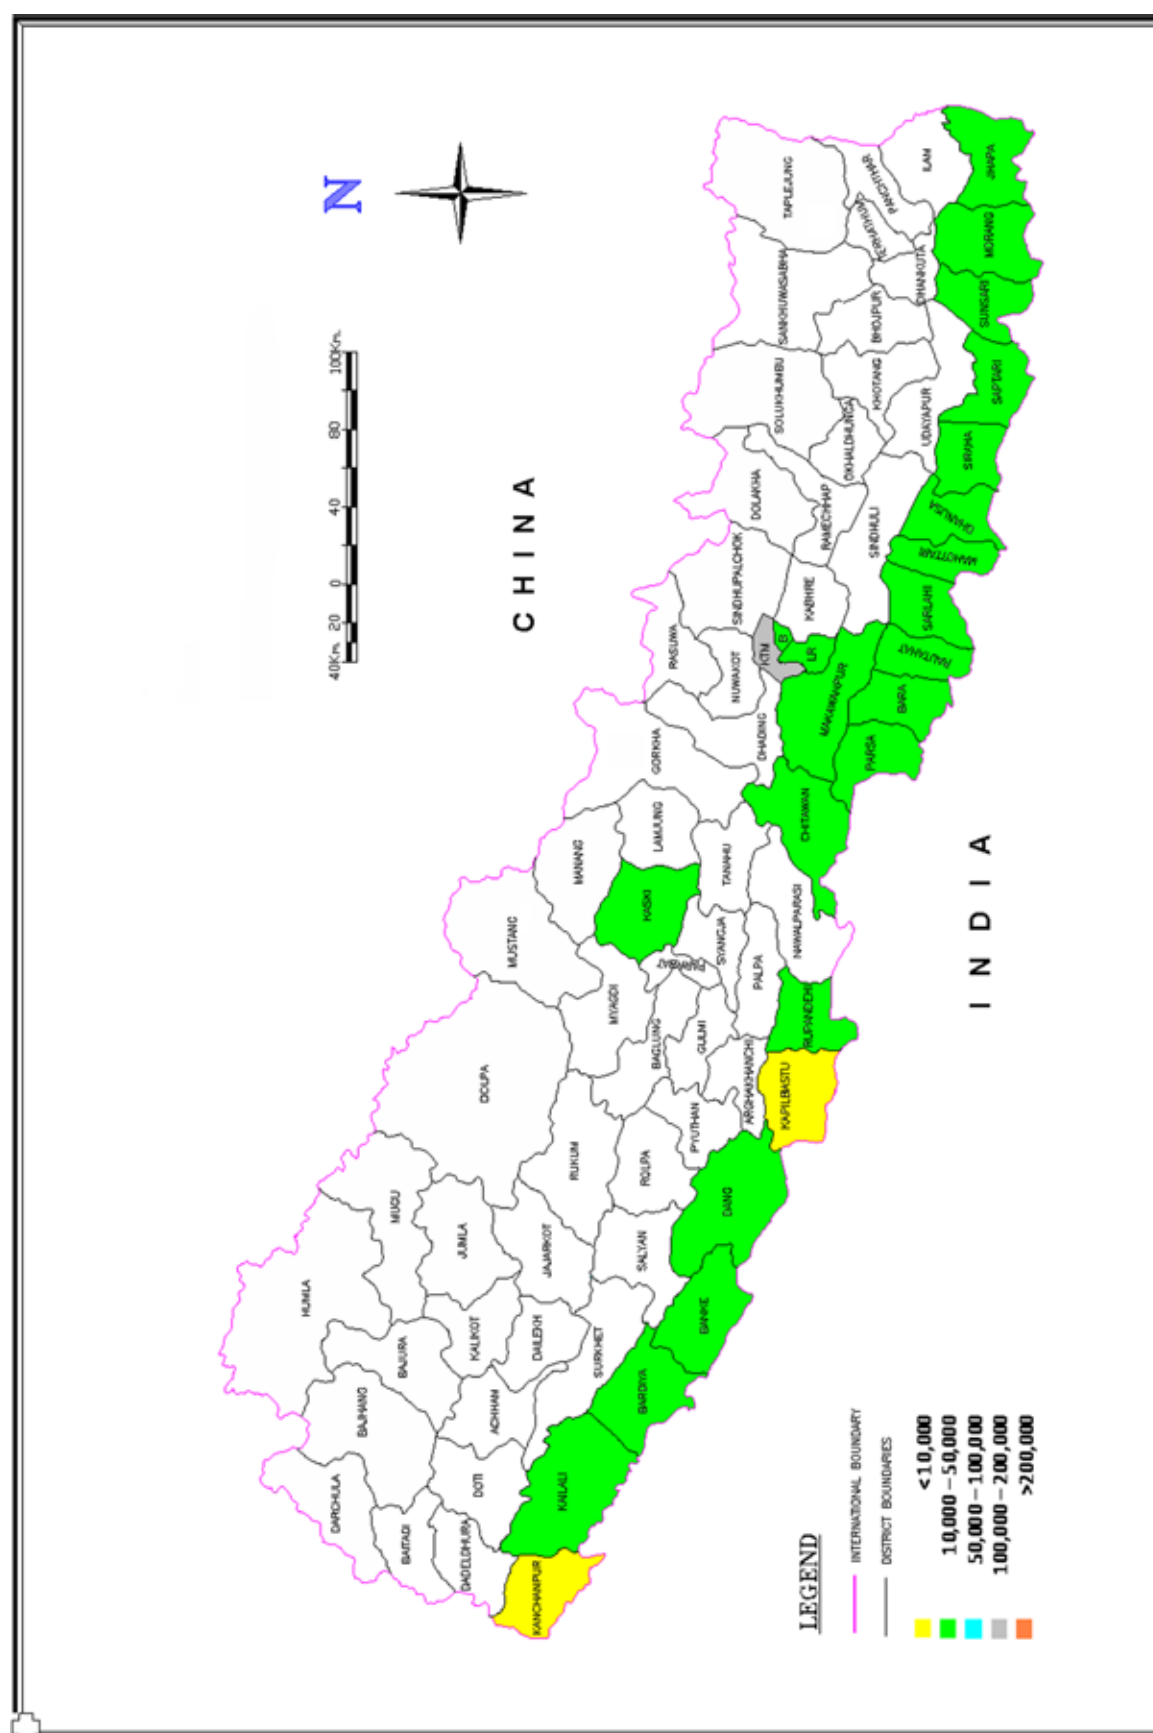 N
40Km. 20 0 40 80 100Km.
C H I N A
I N D I A
DARCHULA
BAITADI
DADELDHURA
KANCHANPUR
BAJHANG
BAJURA
HUMLA
DOTI
ACHHAM
KAILALI
MUGU
JUMLA
KALIKOT
DAILEKH
JAJARKOT
SURKHET
BARDIYA
BANKE
DOLPA
RUKUM
SALYAN
ROLPA
DANG
PYUTHAN
MUSTANG
MYAGDI
BAGLUNG
GULMI
ARGHAKHANCHI
KAPILBASTU
MANANG
KASKI
PARBAT
SYANGJA
PALPA
RUPANDEHI
NAWALPARASI
LAMJUNG
TANAHU
GORKHA
CHITAWAN
DHADING
RASUWA
NUWAKOT
SINDHUPALCHOK
KTM
B
LR
KABHRE
MAKAWANPUR
PARSA
BARA
RAUTAHAT
SARLAHI
MAHOTTARI
DHANUSA
DOLAKHA
RAMECHHAP
SINDHULI
SOLUKHUMBU
OKHALDHUNGA
KHOTANG
UDAYAPUR
SIRAHA
SAPTARI
SANKHUWASABHA
BHOJPUR
DHANKUTA
SUNSARI
MORANG
TAPLEJUNG
PANCHTHAR
ILAM
JHAPA
LEGEND
INTERNATIONAL BOUNDARY
DISTRICT BOUNDARIES
<10,000
10,000–50,000
50,000–100,000
100,000–200,000
>200,000